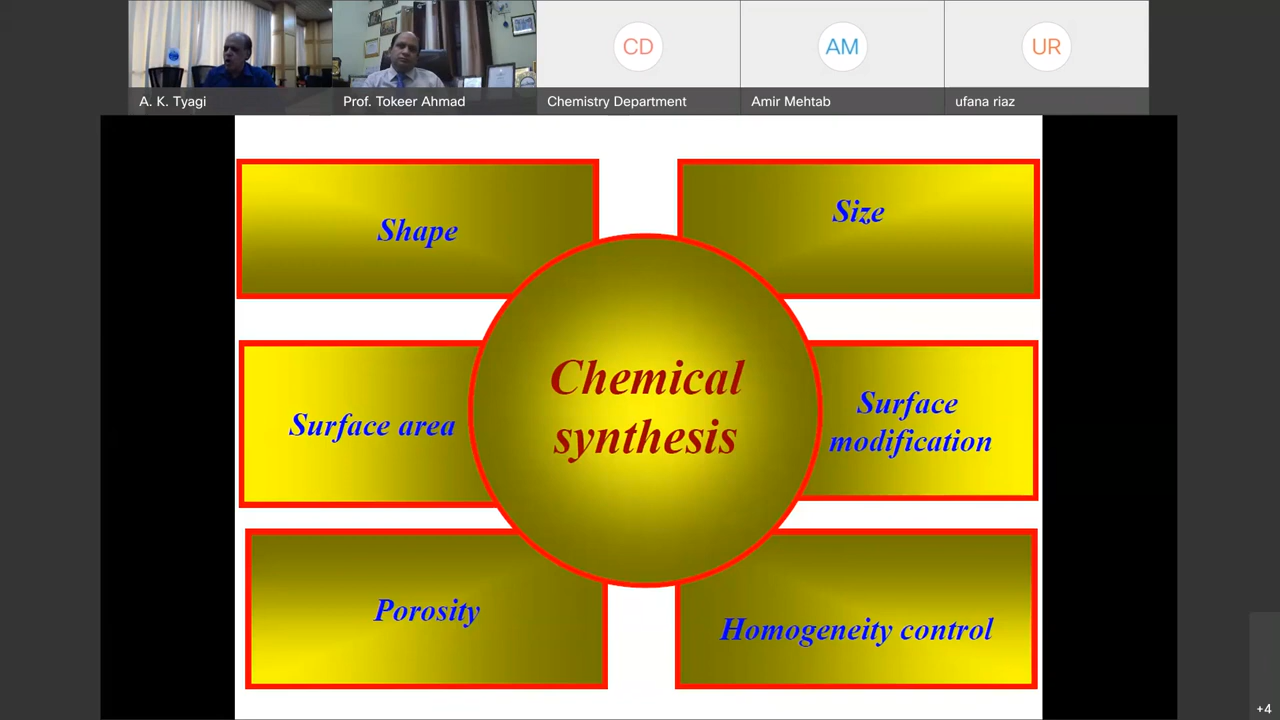 CD
AM
UR
A. K. Tyagi
Prof. Tokeer Ahmad
Chemistry Department
Amir Mehtab
ufana riaz
Shape
Size
Chemical
synthesis
Surface area
Surface
modification
Porosity
Homogeneity control
+4